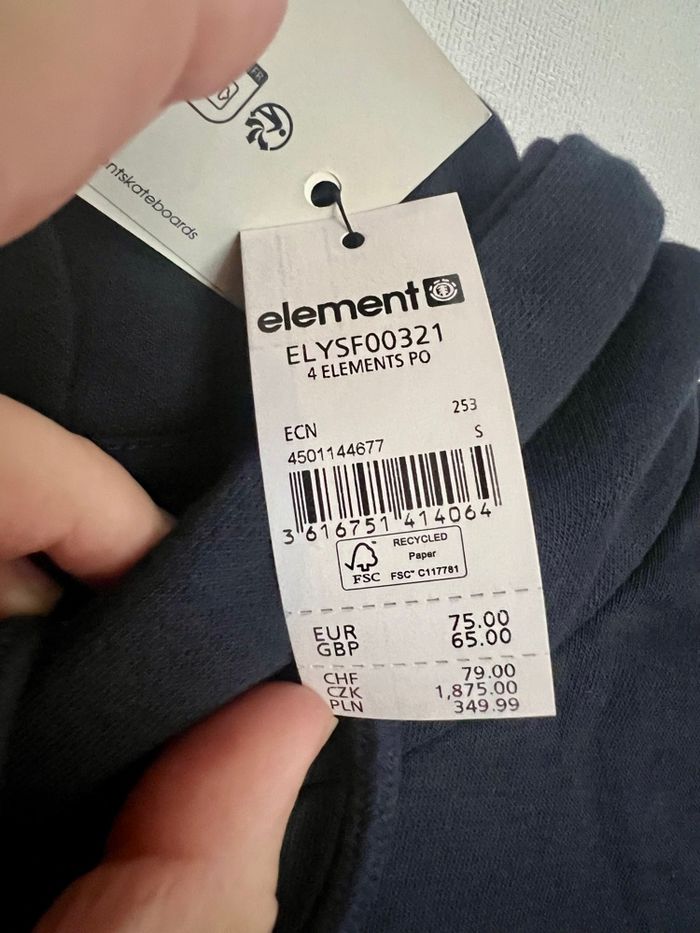 FR
ntskateboards
element
ELYSF00321
4 ELEMENTS PO
253
ECN
S
4501144677
3 616751 414064
RECYCLED
Paper
FSC
FSC™ C117781
EUR 75.00
GBP 65.00
CHF 79.00
CZK 1,875.00
PLN 349.99